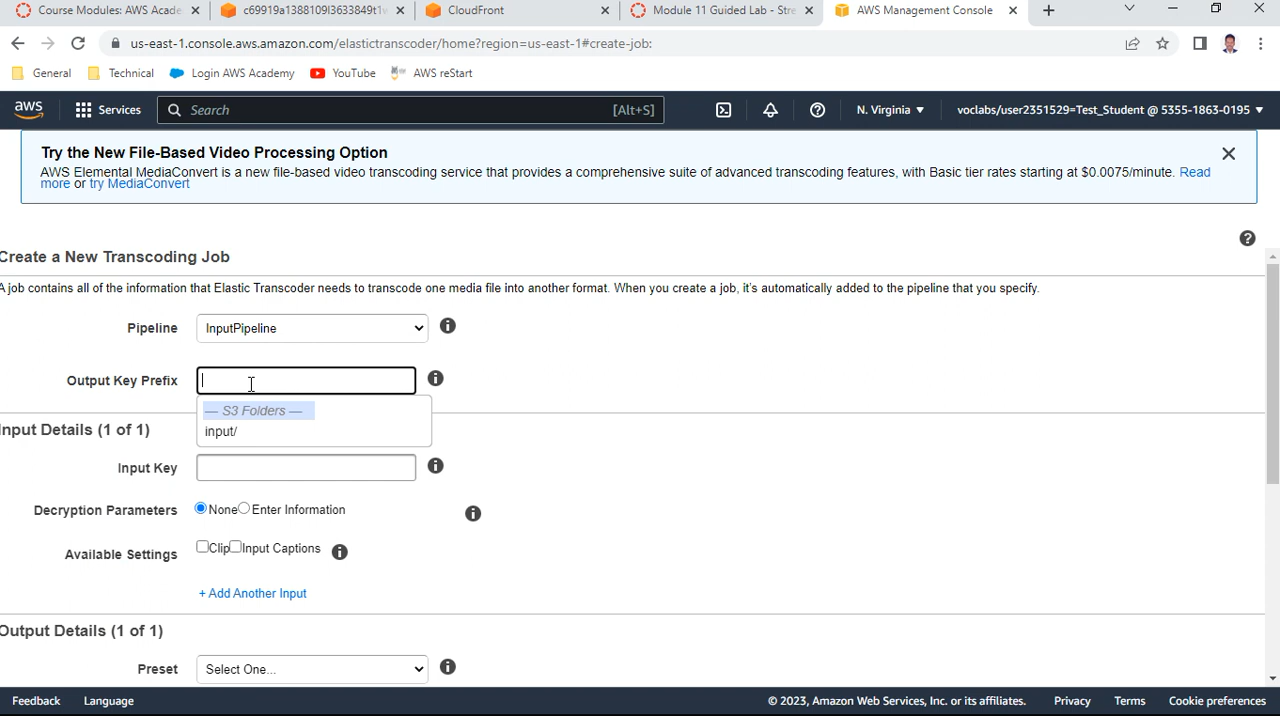 Course Modules: AWS Acade
c69919a1388109l3633849t1w
CloudFront
Module 11 Guided Lab - Stre
AWS Management Console
us-east-1.console.aws.amazon.com/elastictranscoder/home?region=us-east-1#create-job:
General
Technical
Login AWS Academy
YouTube
AWS reStart
aws
Services
Search
[Alt+S]
N. Virginia
voclabs/user2351529=Test_Student @ 5355-1863-0195
Try the New File-Based Video Processing Option
AWS Elemental MediaConvert is a new file-based video transcoding service that provides a comprehensive suite of advanced transcoding features, with Basic tier rates starting at $0.0075/minute. Read
more or try MediaConvert
Create a New Transcoding Job
A job contains all of the information that Elastic Transcoder needs to transcode one media file into another format. When you create a job, it's automatically added to the pipeline that you specify.
Pipeline
InputPipeline
Output Key Prefix
— S3 Folders —
input/
Input Details (1 of 1)
Input Key
Decryption Parameters
None
Enter Information
Available Settings
Clip
Input Captions
+ Add Another Input
Output Details (1 of 1)
Preset
Select One...
Feedback
Language
© 2023, Amazon Web Services, Inc. or its affiliates.
Privacy
Terms
Cookie preferences